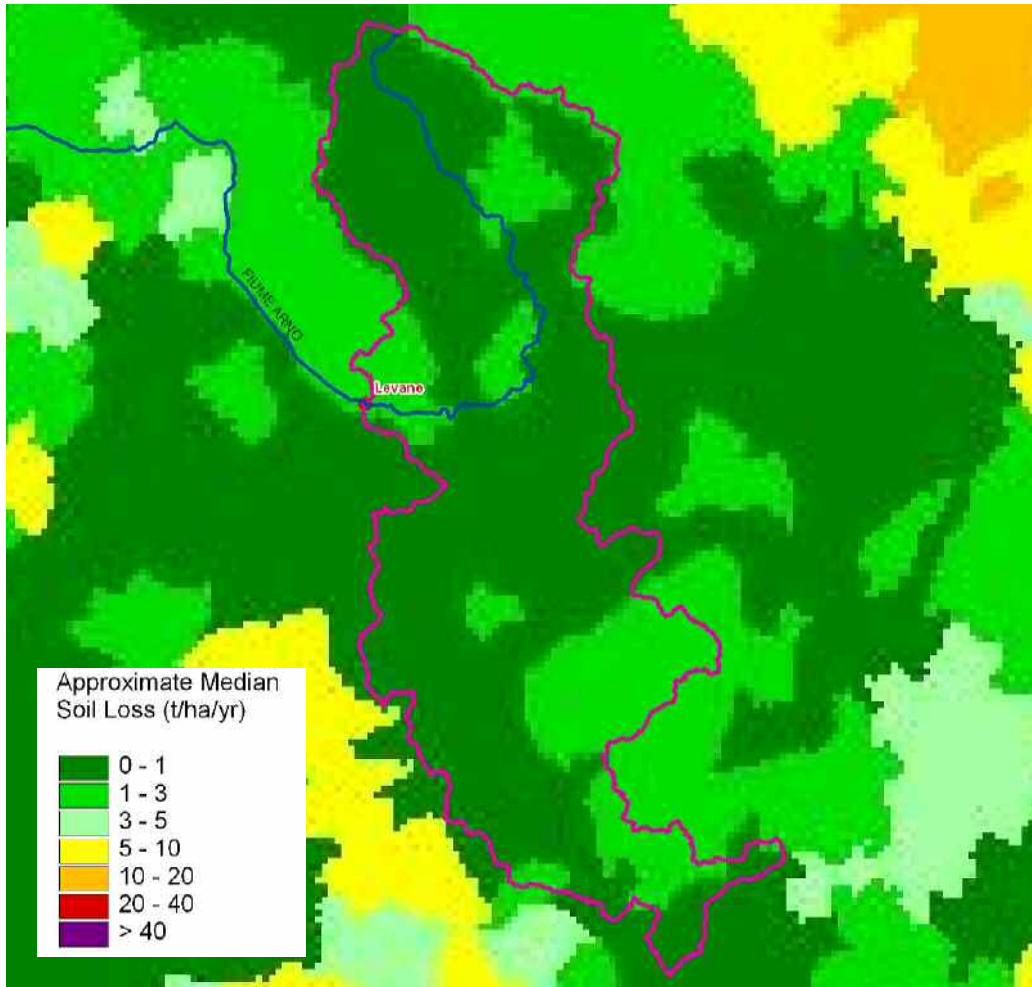 FIUME ARNO
Levane
Approximate Median
Soil Loss (t/ha/yr)
0 - 1
1 - 3
3 - 5
5 - 10
10 - 20
20 - 40
> 40